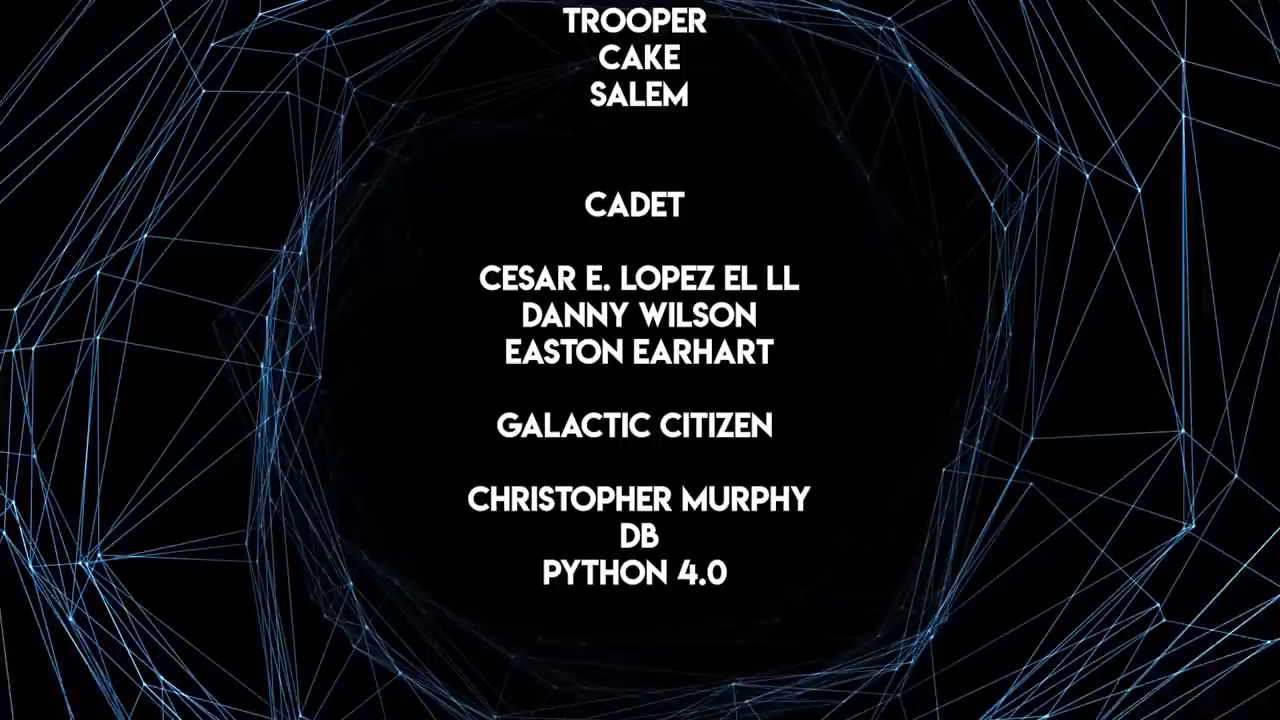 TROOPER
CAKE
SALEM
CADET
CESAR E. LOPEZ EL LL
DANNY WILSON
EASTON EARHART
GALACTIC CITIZEN
CHRISTOPHER MURPHY
DB
PYTHON 4.0